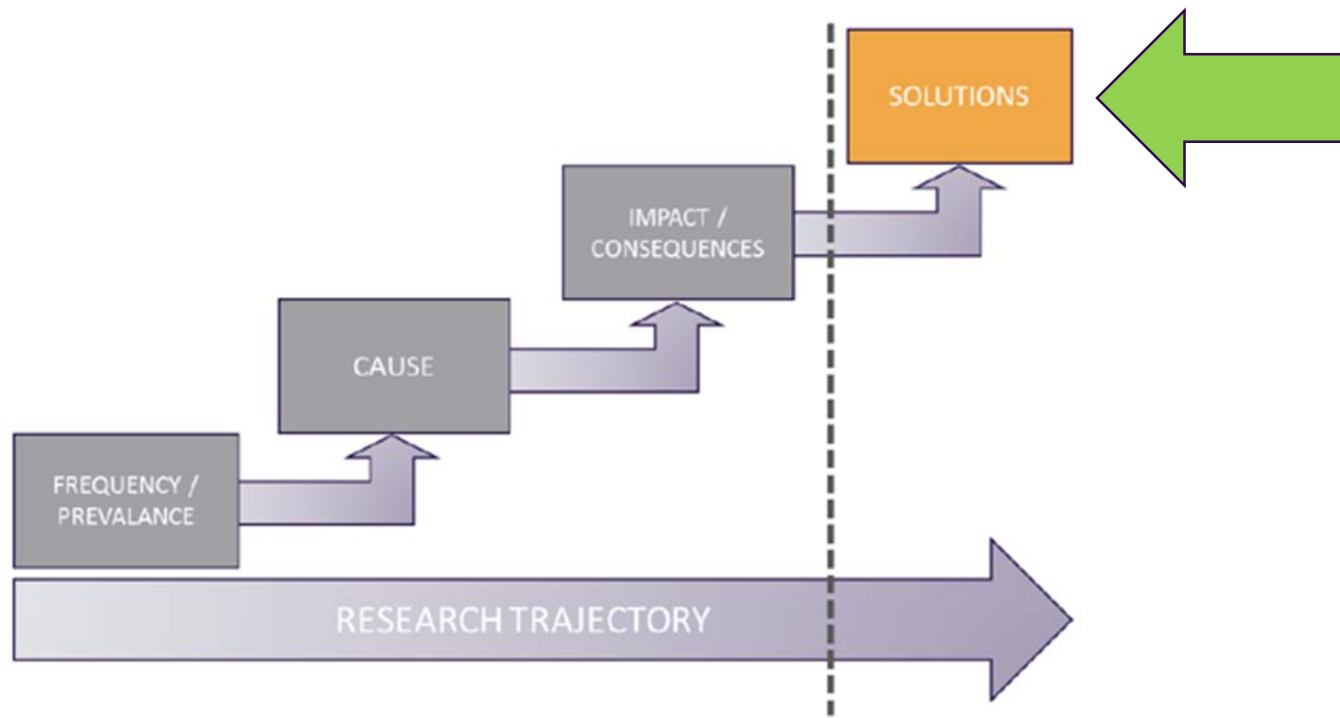 SOLUTIONS
IMPACT /
CONSEQUENCES
CAUSE
FREQUENCY /
PREVALANCE
RESEARCH TRAJECTORY